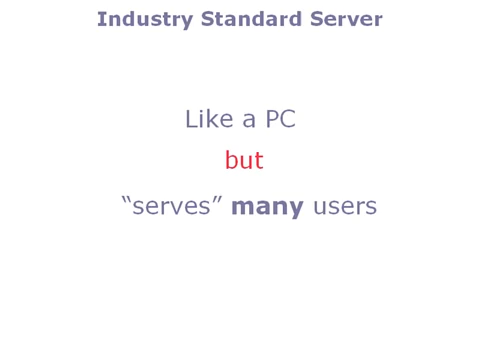 Industry Standard Server
Like a PC
but
“serves” many users